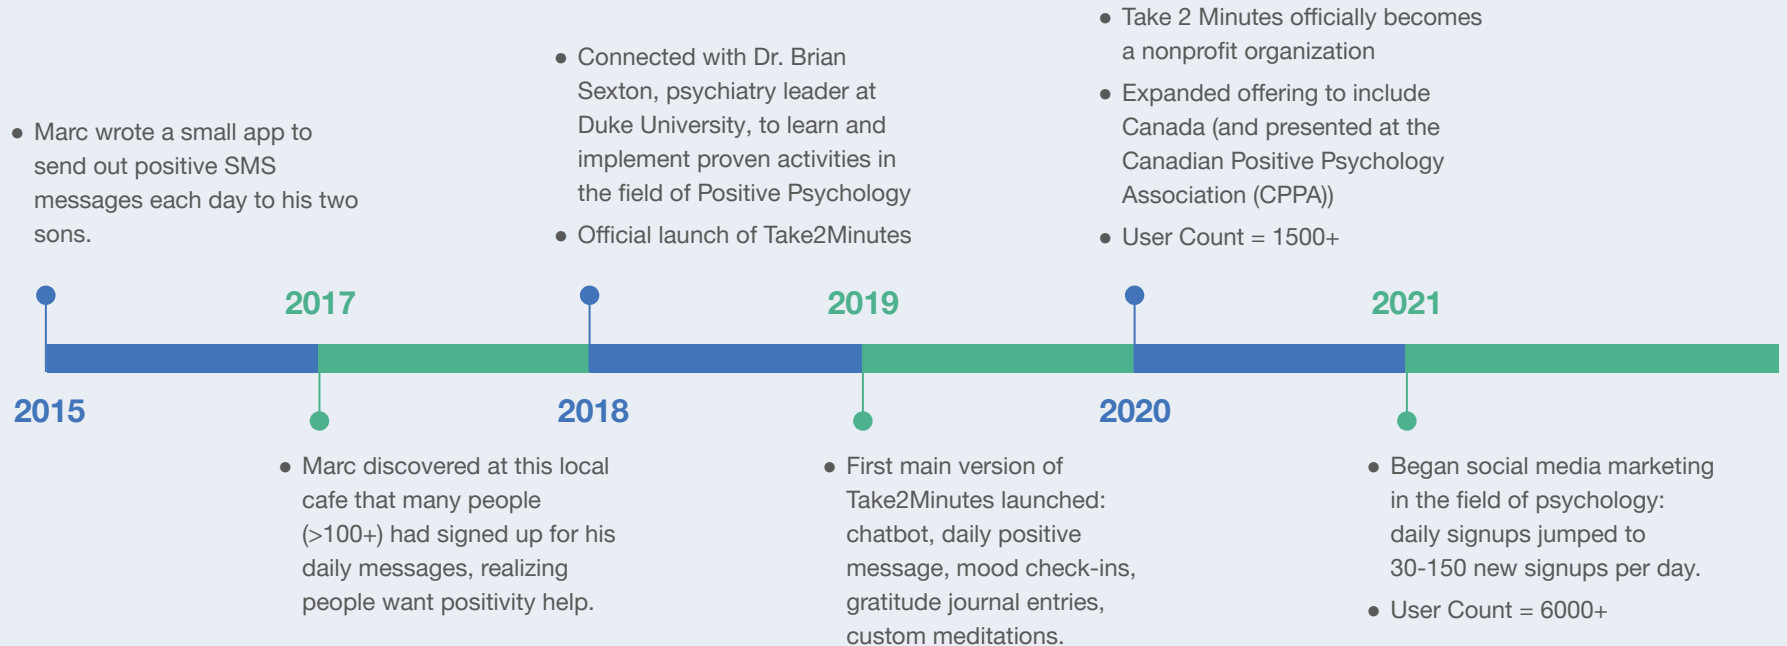 ● Marc wrote a small app to
send out positive SMS
messages each day to his two
sons.
2015
2017
● Marc discovered at this local
cafe that many people
(>100+) had signed up for his
daily messages, realizing
people want positivity help.
● Connected with Dr. Brian
Sexton, psychiatry leader at
Duke University, to learn and
implement proven activities in
the field of Positive Psychology
● Official launch of Take2Minutes
2018
2019
● First main version of
Take2Minutes launched:
chatbot, daily positive
message, mood check-ins,
gratitude journal entries,
custom meditations.
● Take 2 Minutes officially becomes
a nonprofit organization
● Expanded offering to include
Canada (and presented at the
Canadian Positive Psychology
Association (CPPA))
● User Count = 1500+
2020
2021
● Began social media marketing
in the field of psychology:
daily signups jumped to
30-150 new signups per day.
● User Count = 6000+